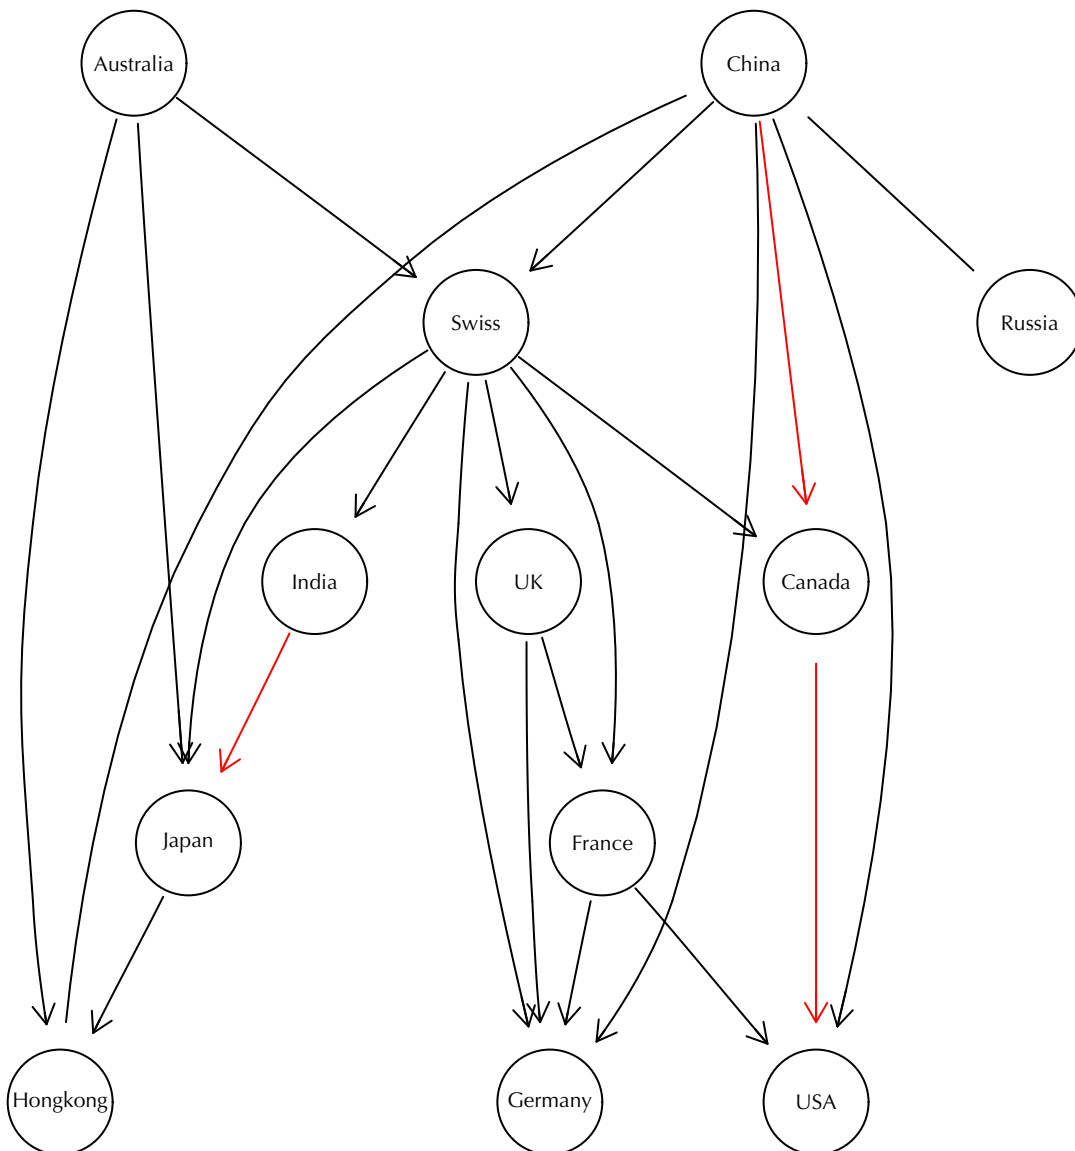 Australia
China
Swiss
Russia
India
UK
Canada
Japan
France
Hongkong
Germany
USA